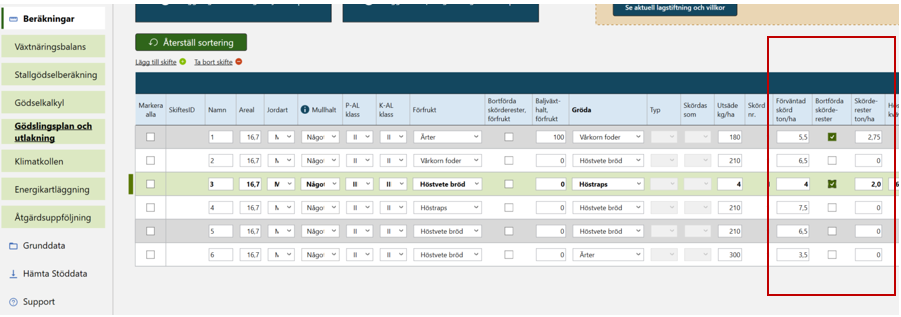 Beräkningar
Växtnäringsbalans
Stallgödselberäkning
Gödselkalkyl
Gödslingsplan och
utlakning
Klimatkollen
Energikartläggning
Åtgärdsuppföljning
Grunddata
Hämta Stöddata
Support
Se aktuell lagstiftning och villkor
Återställ sortering
Lägg till skifte Ta bort skifte
Markera alla SkiftesID Namn Areal Jordart Mullhalt P-AL klass K-AL klass Förfrukt Bortförda skörderester, förfrukt Baljväxt-halt, förfrukt Gröda Typ Skördas som Utsäde kg/ha Skörd nr. Förväntad skörd ton/ha Bortförda skörde-rester Skörde-rester ton/ha
1 16,7 Någo II II Ärter 100 Vårkorn foder 180 5,5 2,75
2 16,7 Någo II II Vårkorn foder 0 Höstvete bröd 210 6,5 0
3 16,7 Någo II II Höstvete bröd 0 Höstraps 4 4 2,0
4 16,7 Någo II II Höstraps 0 Höstvete bröd 210 7,5 0
5 16,7 Någo II II Höstvete bröd 0 Höstvete bröd 210 6,5 0
6 16,7 Någo II II Höstvete bröd 0 Ärter 300 3,5 0